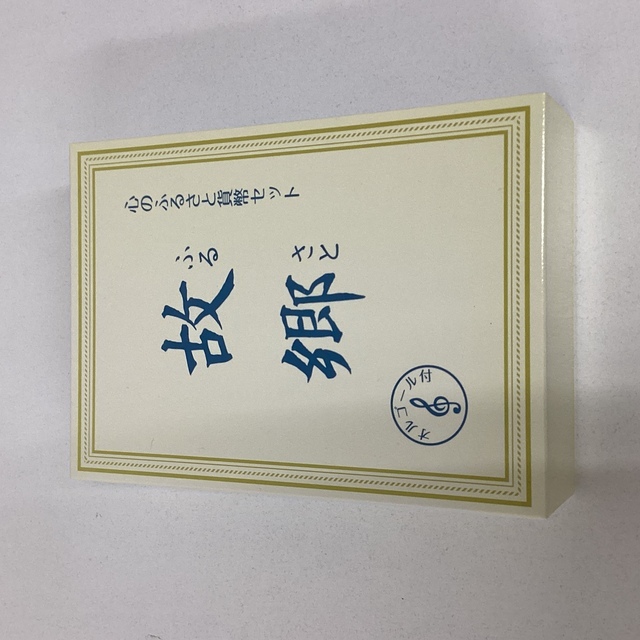 心のふるさと貨幣セット
ふるさと
故郷
オルゴール付